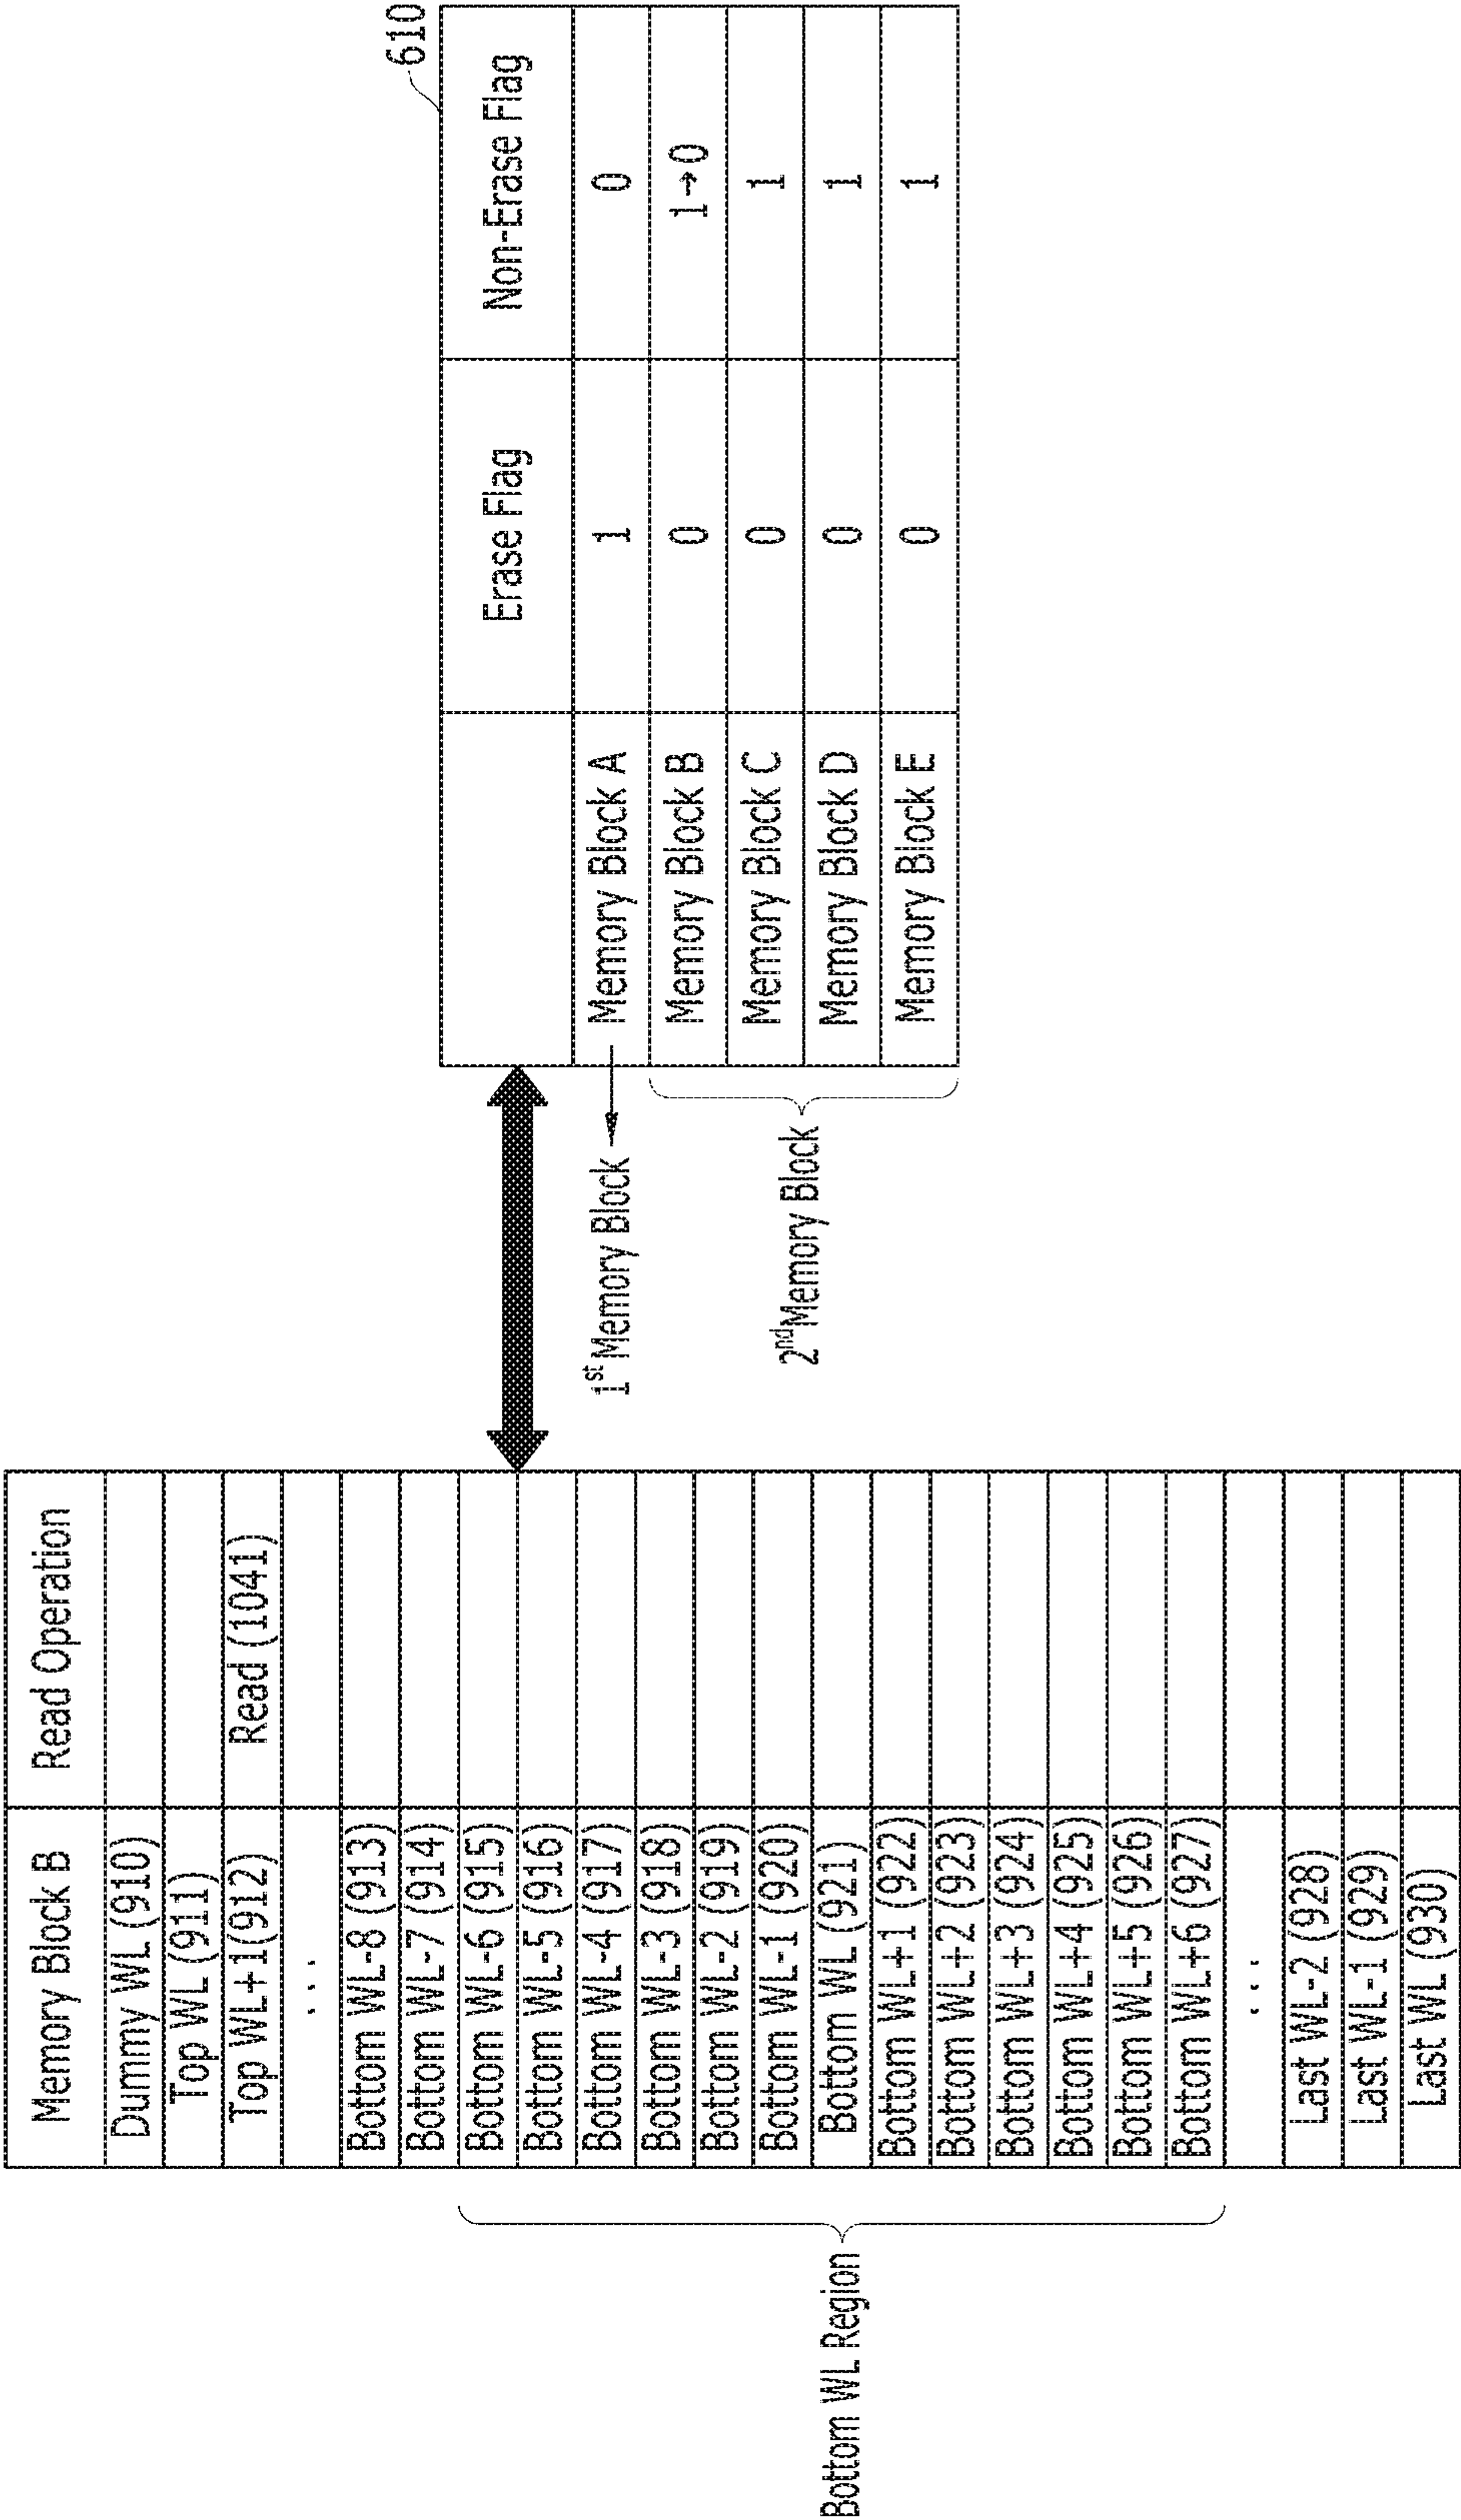 Memory Block B Read Operation
Dummy WL (910)
Top WL (911)
Top WL+1(912) Read (1041)
...
Bottom WL-8 (913)
Bottom WL-7 (914)
Bottom WL-6 (915)
Bottom WL-5 (916)
Bottom WL-4 (917)
Bottom WL-3 (918)
Bottom WL-2 (919)
Bottom WL-1 (920)
Bottom WL (921)
Bottom WL+1 (922)
Bottom WL+2 (923)
Bottom WL+3 (924)
Bottom WL+4 (925)
Bottom WL+5 (926)
Bottom WL+6 (927)
...
Last WL-2 (928)
Last WL-1 (929)
Last WL (930)
Bottom WL Region
610
Erase Flag Non-Erase Flag
1st Memory Block Memory Block A 1 0
Memory Block B 0 1→0
Memory Block C 0 1
Memory Block D 0 1
Memory Block E 0 1
2nd Memory Block